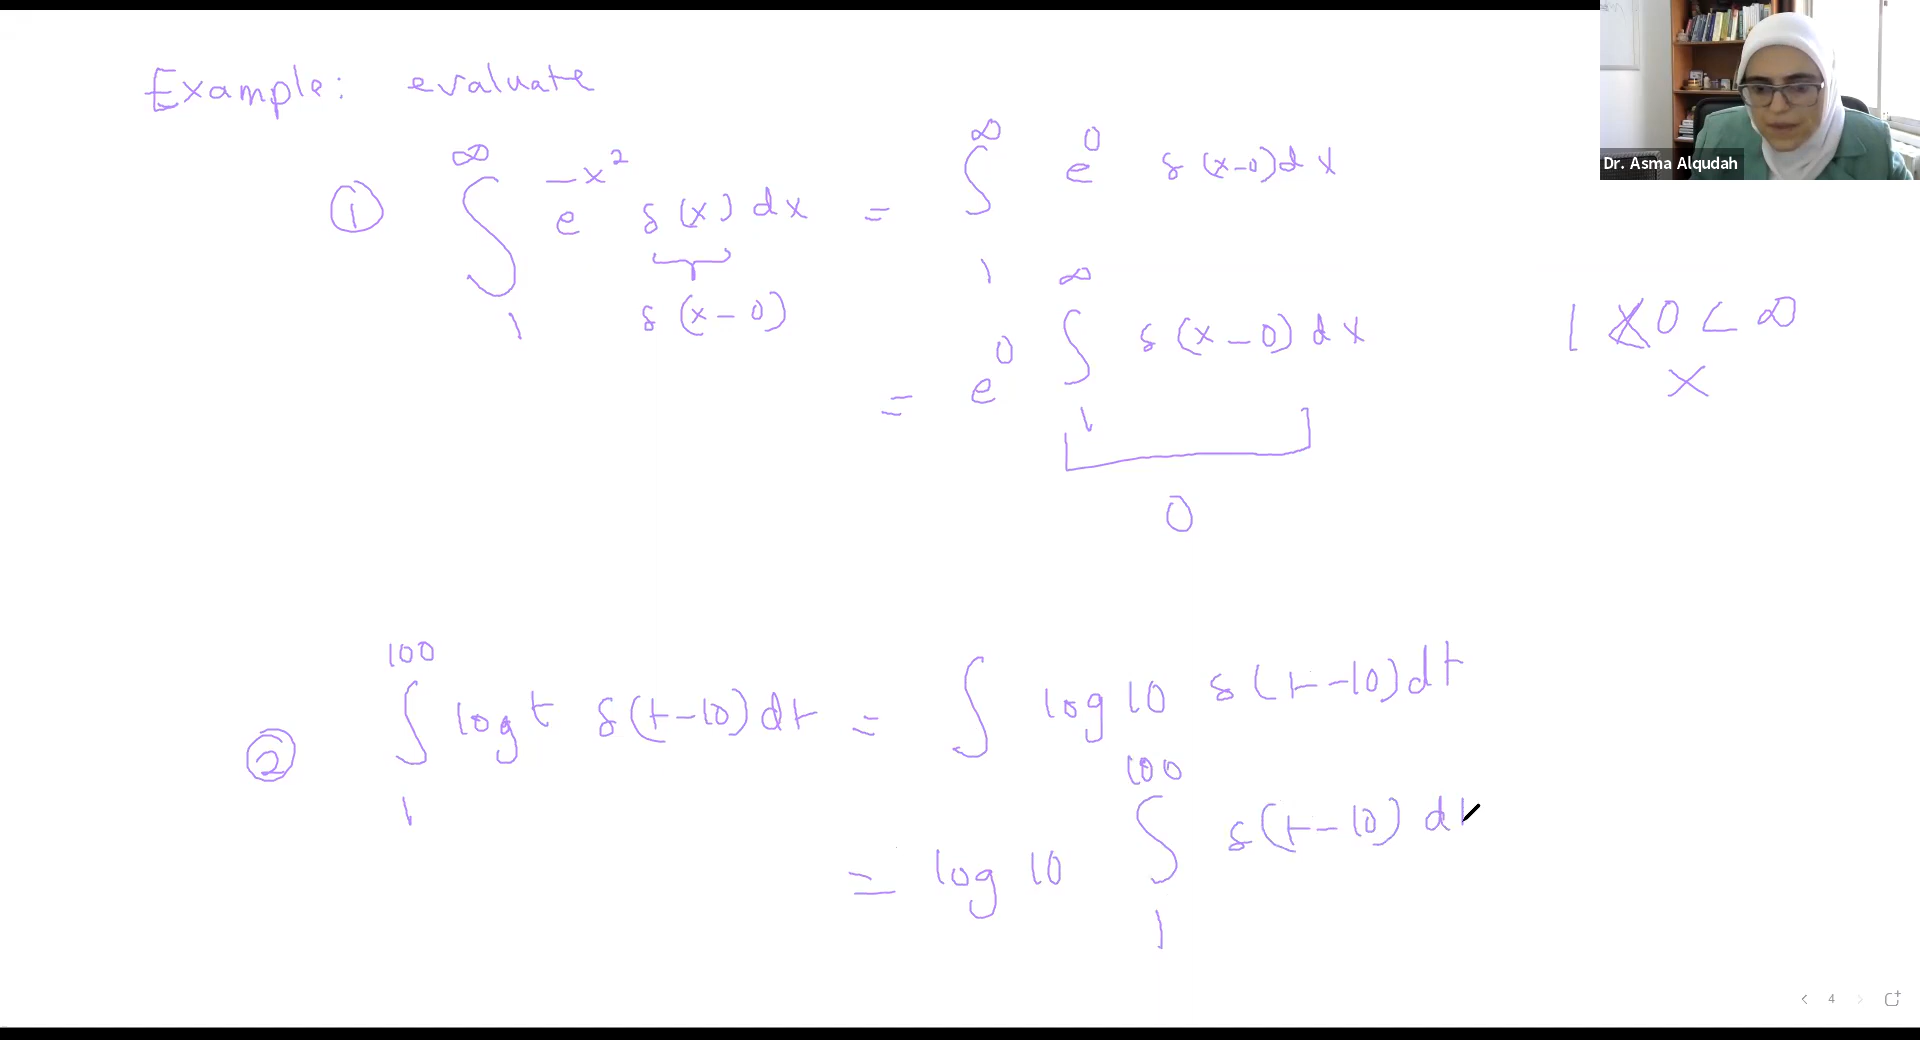 Example: evaluate
① ∫₁^∞ e^{-x²} δ(x) dx = ∫₁^∞ e⁰ δ(x-0) dx
δ(x-0)
= e⁰ ∫₁^∞ δ(x-0) dx
1 ≮ 0 < ∞
X
0
② ∫₁^100 log t δ(t-10) dt = ∫ log 10 δ(t-10) dt
= log 10 ∫₁^100 δ(t-10) dt
Dr. Asma Alqudah
4